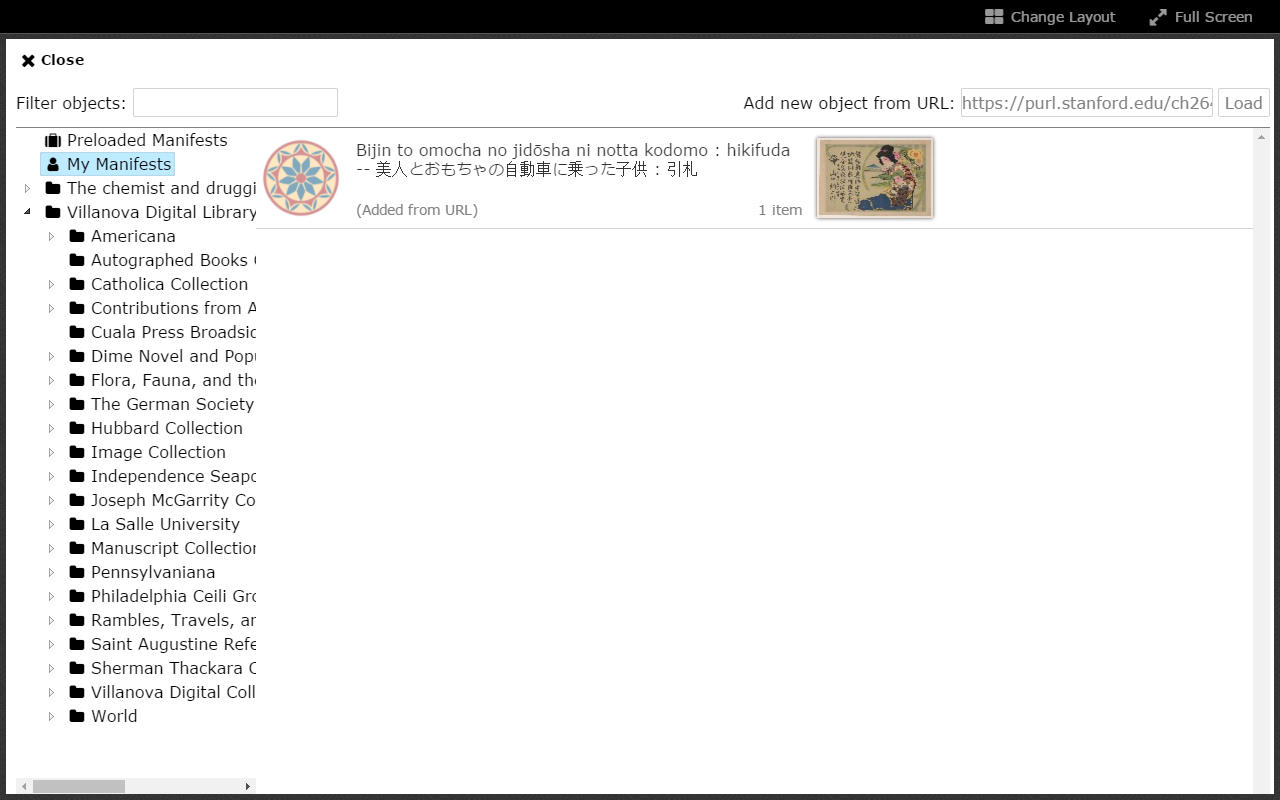 Change Layout
Full Screen
Close
Filter objects:
Add new object from URL: https://purl.stanford.edu/ch264 Load
Preloaded Manifests
My Manifests
The chemist and druggi
Villanova Digital Library
Americana
Autographed Books
Catholica Collection
Contributions from A
Cuala Press Broadsid
Dime Novel and Popu
Flora, Fauna, and the
The German Society
Hubbard Collection
Image Collection
Independence Seapo
Joseph McGarrity Co
La Salle University
Manuscript Collection
Pennsylvaniana
Philadelphia Ceili Gro
Rambles, Travels, an
Saint Augustine Refe
Sherman Thackara C
Villanova Digital Coll
World
Bijin to omocha no jidōsha ni notta kodomo : hikifuda
-- 美人とおもちゃの自動車に乗った子供 : 引札
(Added from URL)
1 item